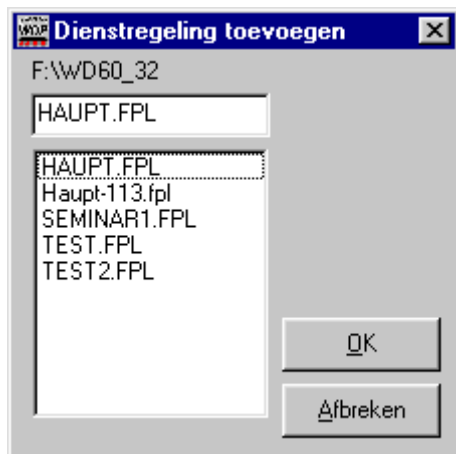 WDP Dienstregeling toevoegen
F:\WD60_32
HAUPT.FPL
HAUPT.FPL
Haupt-113.fpl
SEMINAR1.FPL
TEST.FPL
TEST2.FPL
OK
Afbreken